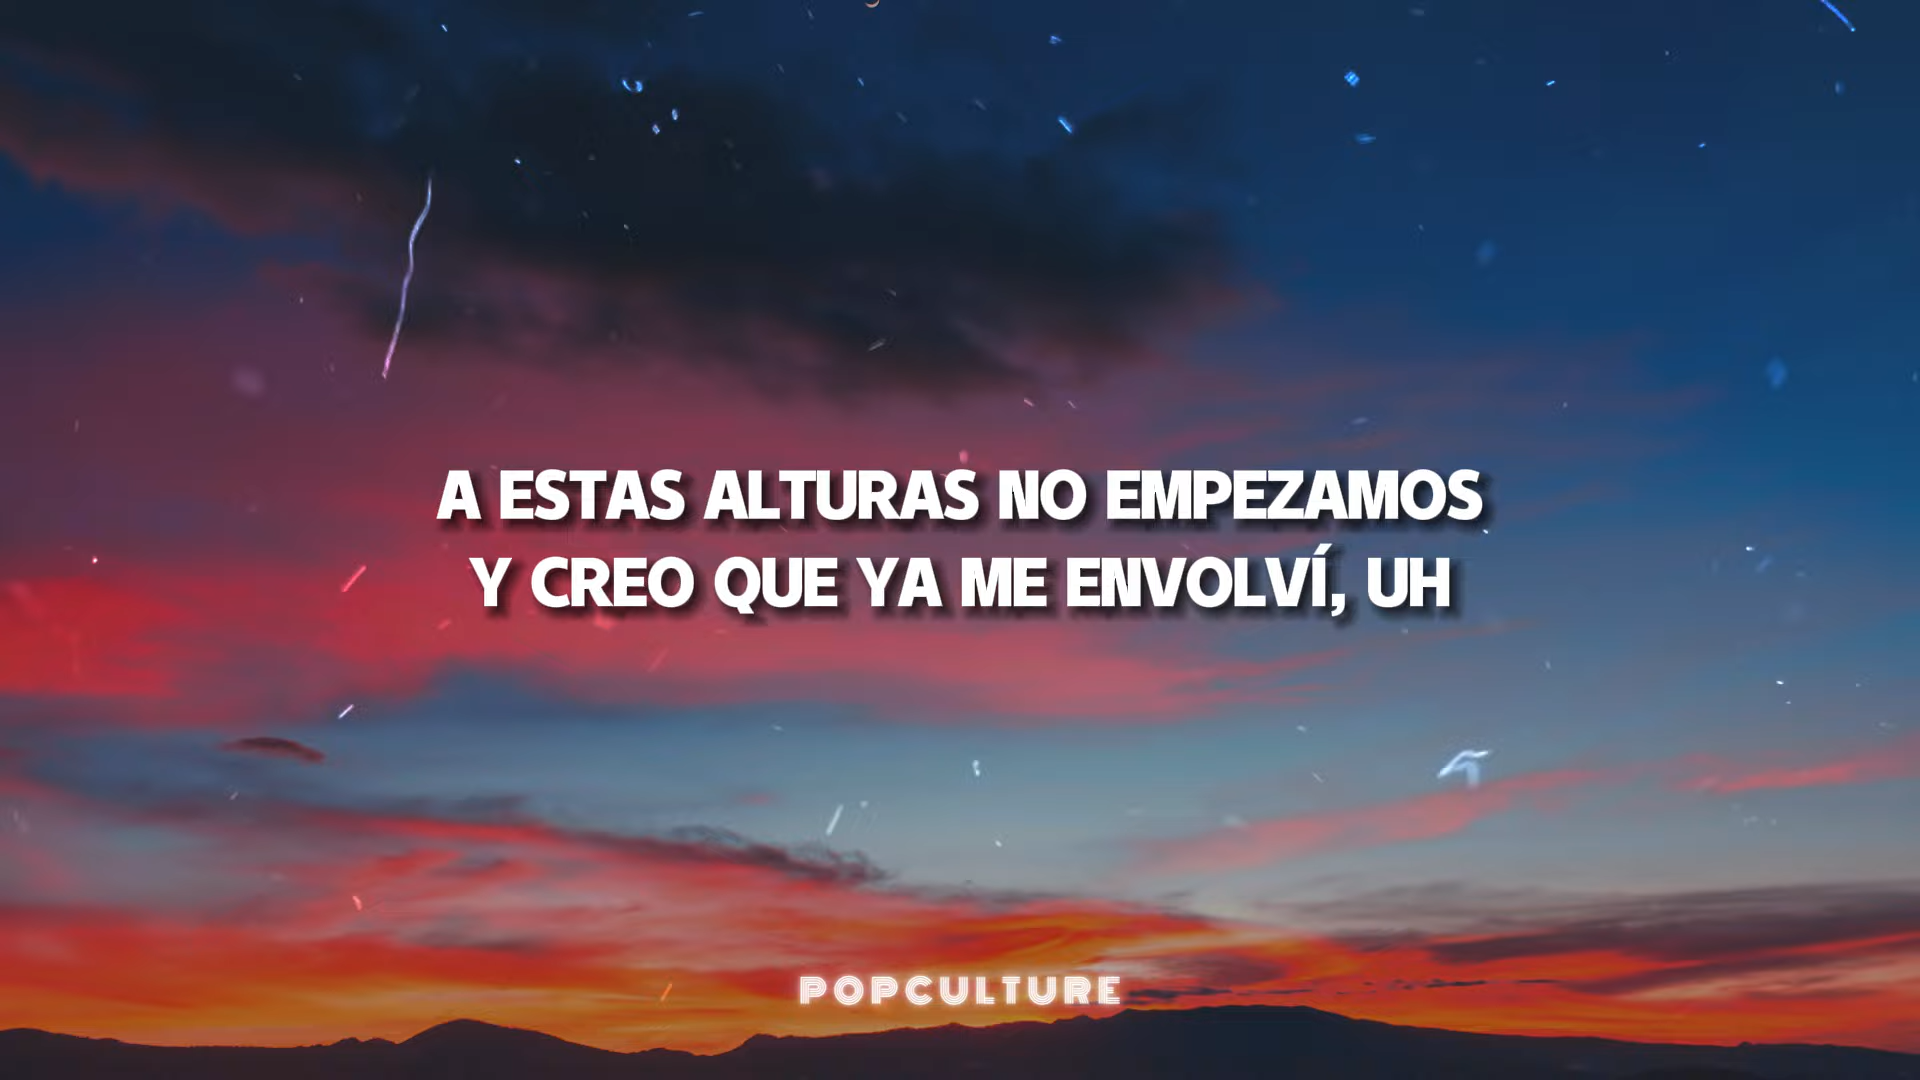 A ESTAS ALTURAS NO EMPEZAMOS
Y CREO QUE YA ME ENVOLVÍ, UH
POPCULTURE